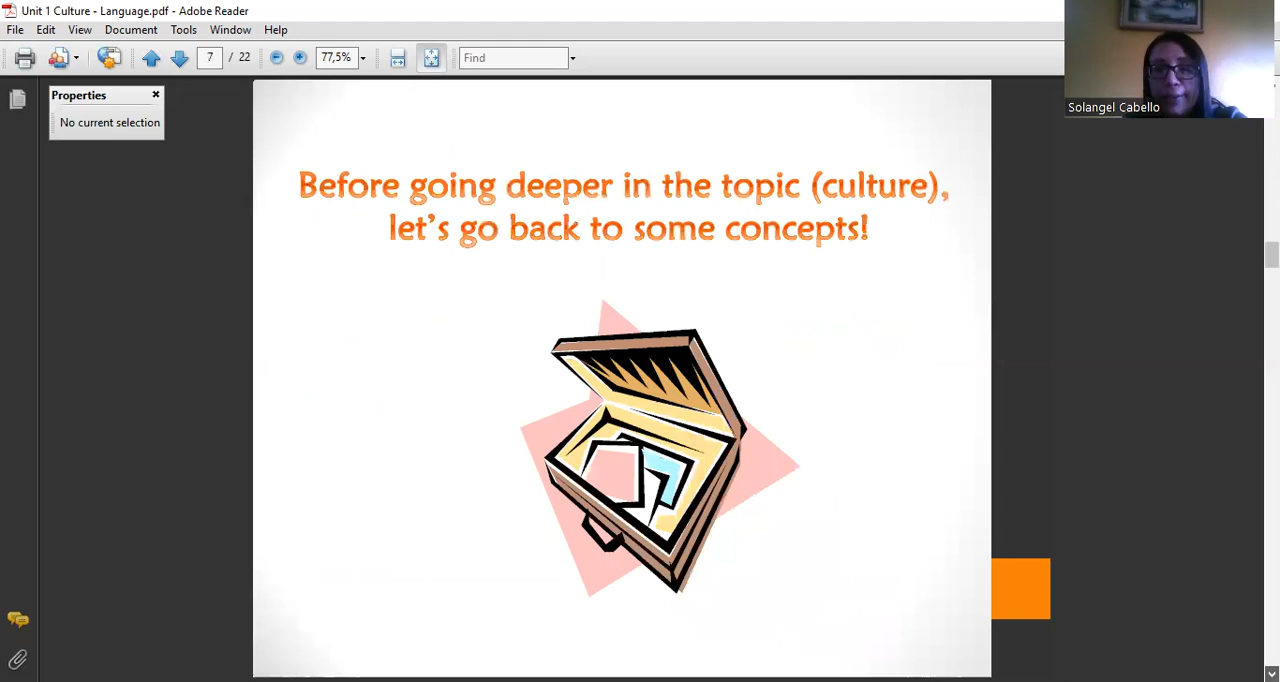 Unit 1 Culture - Language.pdf - Adobe Reader
File Edit View Document Tools Window Help
7 / 22 77,5% Find
Solangel Cabello
Properties
No current selection
Before going deeper in the topic (culture),
let's go back to some concepts!